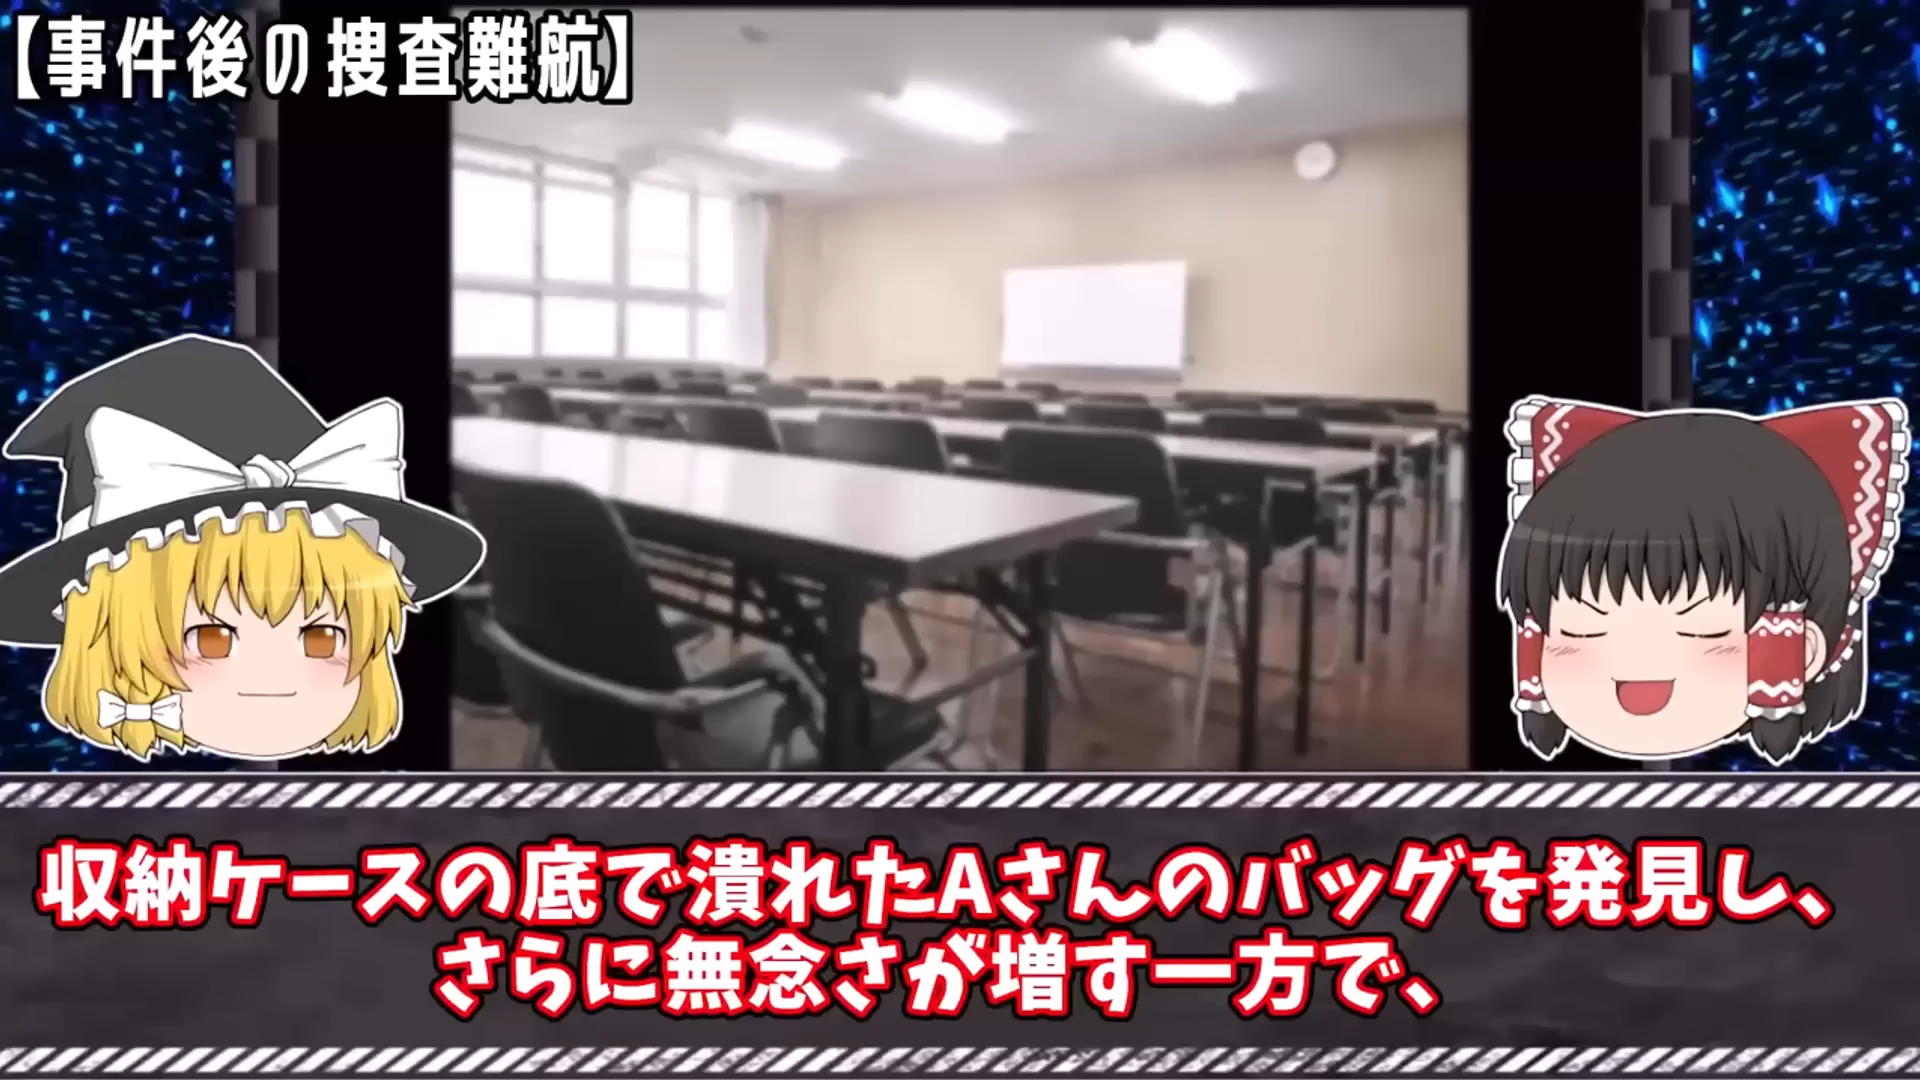 【事件後の捜査難航】
収納ケースの底で潰れたAさんのバッグを発見し、
さらに無念さが増す一方で、